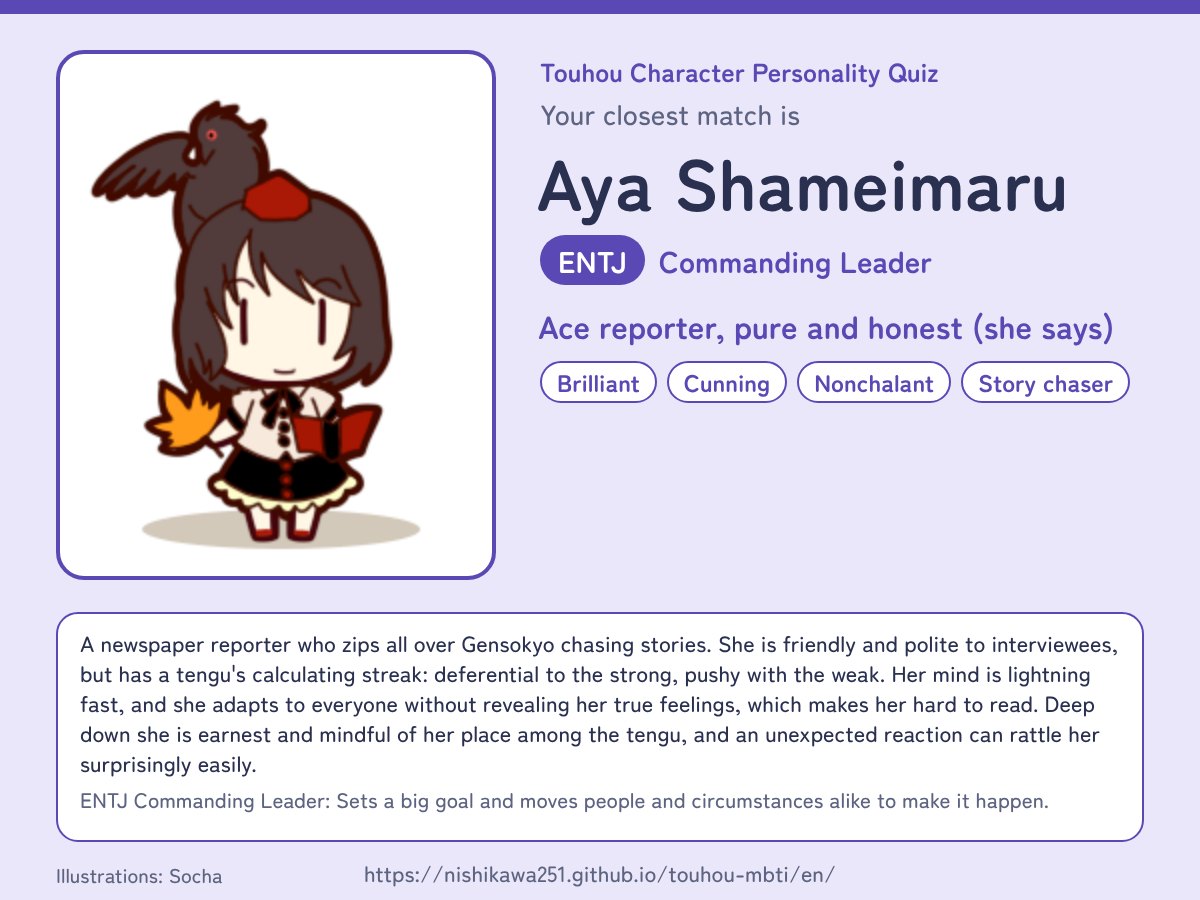 Touhou Character Personality Quiz
Your closest match is
Aya Shameimaru
ENTJ Commanding Leader
Ace reporter, pure and honest (she says)
Brilliant Cunning Nonchalant Story chaser
A newspaper reporter who zips all over Gensokyo chasing stories. She is friendly and polite to interviewees,
but has a tengu's calculating streak: deferential to the strong, pushy with the weak. Her mind is lightning
fast, and she adapts to everyone without revealing her true feelings, which makes her hard to read. Deep
down she is earnest and mindful of her place among the tengu, and an unexpected reaction can rattle her
surprisingly easily.
ENTJ Commanding Leader: Sets a big goal and moves people and circumstances alike to make it happen.
Illustrations: Socha https://nishikawa251.github.io/touhou-mbti/en/